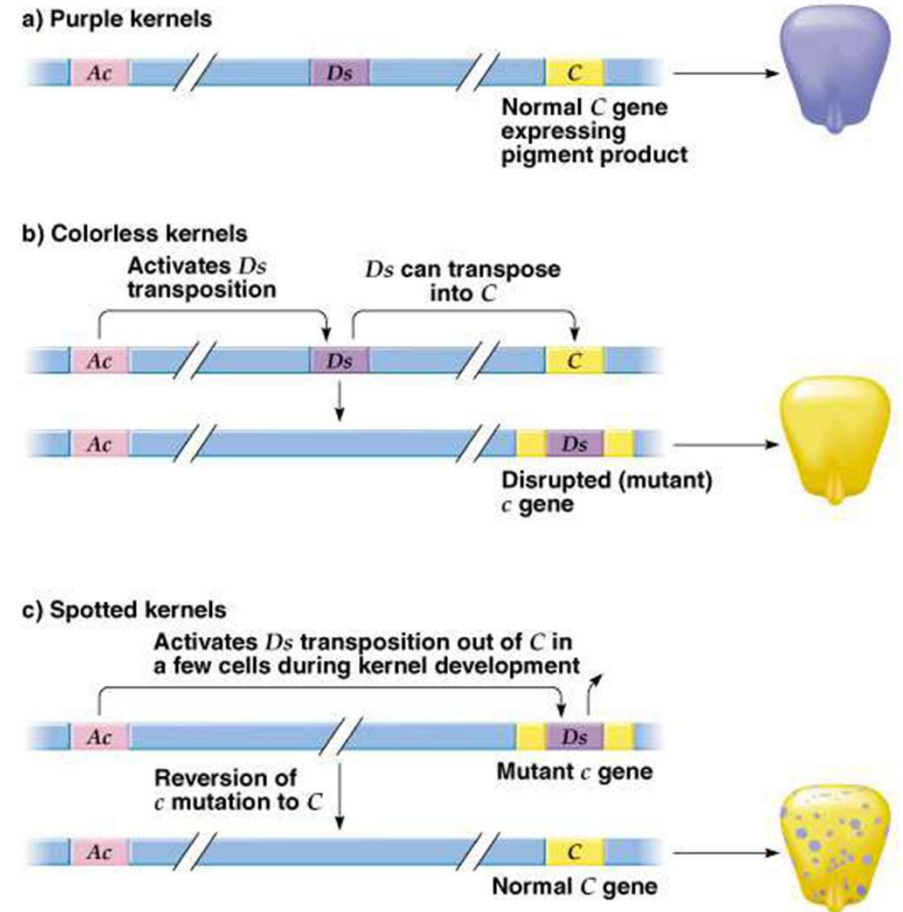 a) Purple kernels
Ac Ds C
Normal C gene
expressing
pigment product
b) Colorless kernels
Activates Ds
transposition
Ds can transpose
into C
Ac Ds C
Ac Ds
Disrupted (mutant)
c gene
c) Spotted kernels
Activates Ds transposition out of C in
a few cells during kernel development
Ac Ds
Mutant c gene
Reversion of
c mutation to C
Ac C
Normal C gene